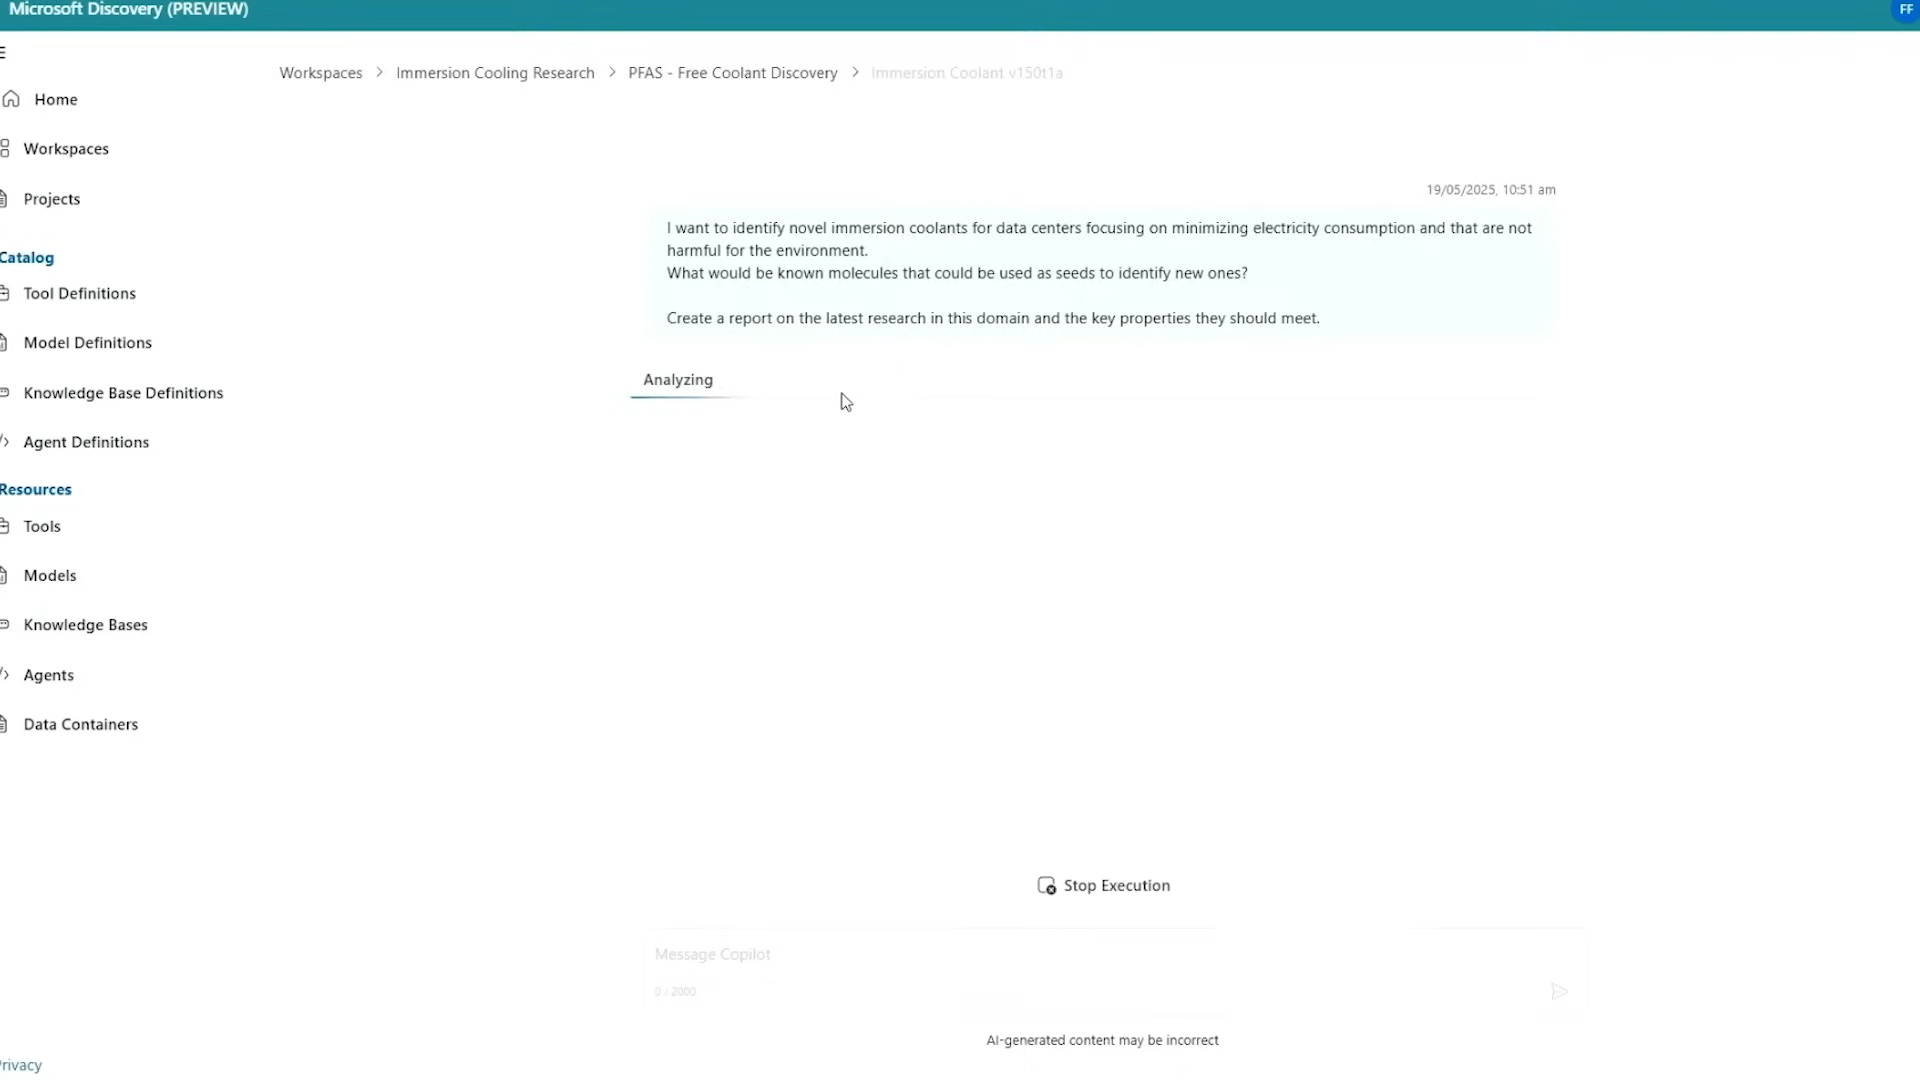 Microsoft Discovery (PREVIEW)
FF
Workspaces > Immersion Cooling Research > PFAS - Free Coolant Discovery > Immersion Coolant v150t1a
Home
Workspaces
Projects
Catalog
Tool Definitions
Model Definitions
Knowledge Base Definitions
Agent Definitions
Resources
Tools
Models
Knowledge Bases
Agents
Data Containers
rivacy
19/05/2025, 10:51 am
I want to identify novel immersion coolants for data centers focusing on minimizing electricity consumption and that are not
harmful for the environment.
What would be known molecules that could be used as seeds to identify new ones?
Create a report on the latest research in this domain and the key properties they should meet.
Analyzing
Stop Execution
Message Copilot
0 / 2000
AI-generated content may be incorrect